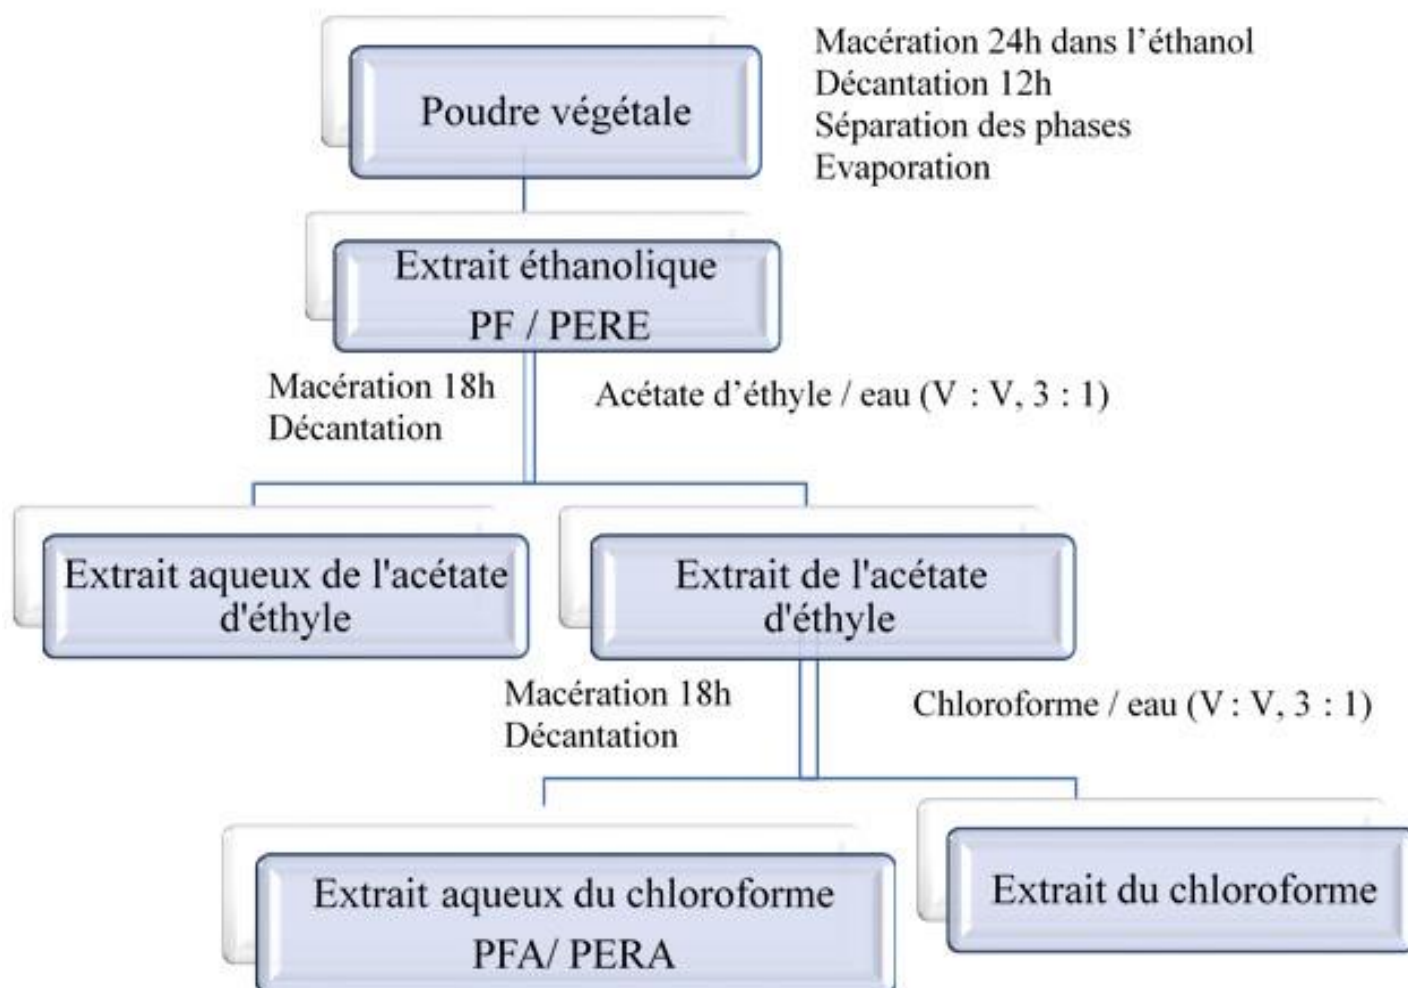 Poudre végétale
Macération 24h dans l'éthanol
Décantation 12h
Séparation des phases
Evaporation
Extrait éthanolique
PF / PERE
Macération 18h
Décantation
Acétate d'éthyle / eau (V : V, 3 : 1)
Extrait aqueux de l'acétate
d'éthyle
Extrait de l'acétate
d'éthyle
Macération 18h
Décantation
Chloroforme / eau (V : V, 3 : 1)
Extrait aqueux du chloroforme
PFA/ PERA
Extrait du chloroforme